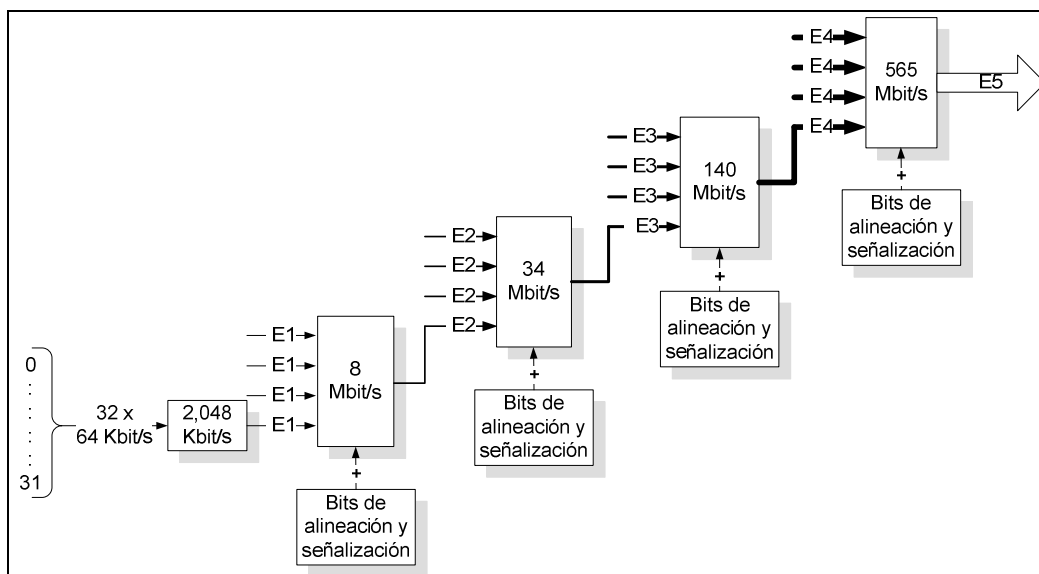 0
31
32 x
64 Kbit/s
2,048
Kbit/s
E1
E1
E1
E1
8
Mbit/s
Bits de
alineación y
señalización
+
E2
E2
E2
E2
34
Mbit/s
+
Bits de
alineación y
señalización
E3
E3
E3
E3
140
Mbit/s
+
Bits de
alineación y
señalización
E4
E4
E4
E4
565
Mbit/s
E5
+
Bits de
alineación y
señalización